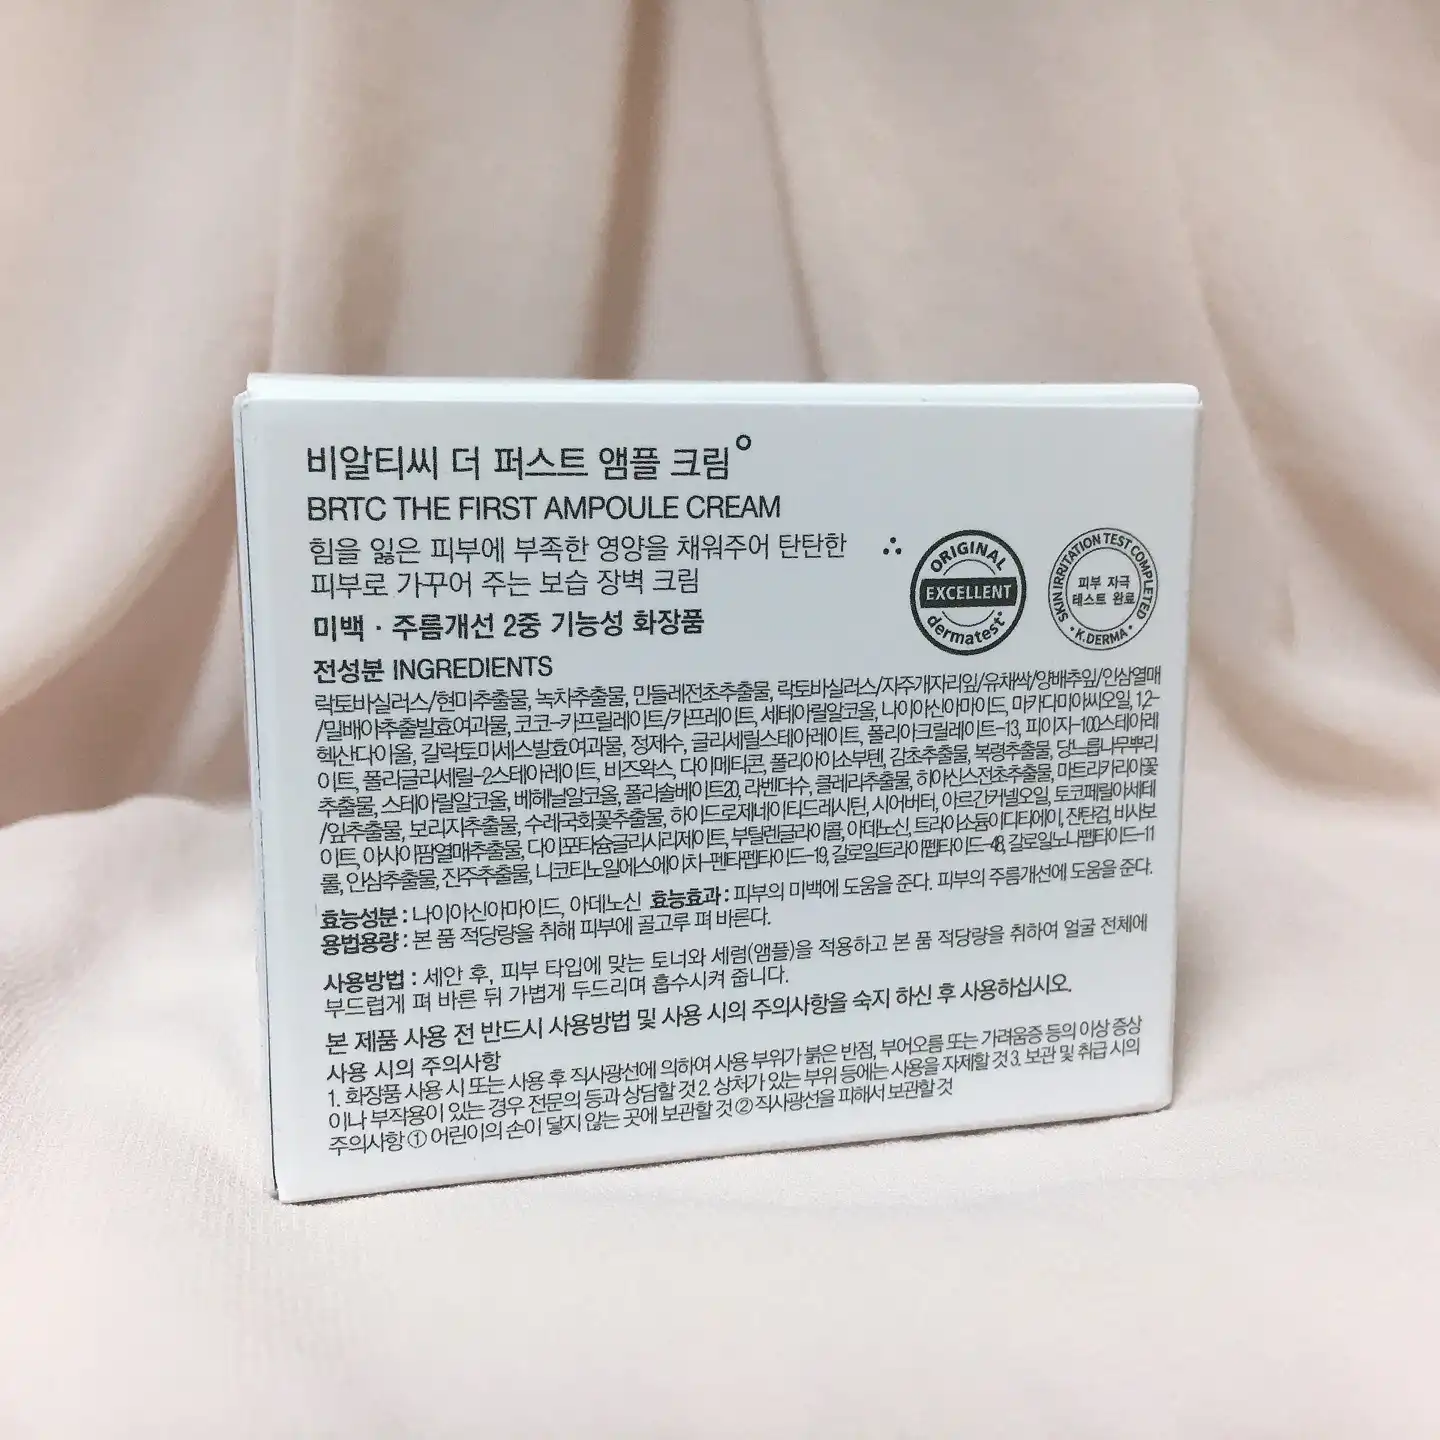 비알티씨 더 퍼스트 앰플 크림
BRTC THE FIRST AMPOULE CREAM
힘을 잃은 피부에 부족한 영양을 채워주어 탄탄한
피부로 가꾸어 주는 보습 장벽 크림
미백 · 주름개선 2중 기능성 화장품
ORIGINAL
EXCELLENT
dermatest
SKIN IRRITATION TEST COMPLETED
피부 자극
테스트 완료
· K.DERMA ·
전성분 INGREDIENTS
락토바실러스/현미추출물, 녹차추출물, 민들레전초추출물, 락토바실러스/자주개자리잎/유채싹/양배추잎/인삼열매
/밀배아추출발효여과물, 코코-카프릴레이트/카프레이트, 세테아릴알코올, 나이아신아마이드, 마카다미아씨오일, 1,2-
헥산다이올, 갈락토미세스발효여과물, 정제수, 글리세릴스테아레이트, 폴리아크릴레이트-13, 피이지-100스테아레
이트, 폴리글리세릴-2스테아레이트, 비즈왁스, 다이메티콘, 폴리아이소부텐, 감초추출물, 복령추출물, 당느릅나무뿌리
추출물, 스테아릴알코올, 베헤닐알코올, 폴리솔베이트20, 라벤더수, 클레리추출물, 히아신스전초추출물, 마트리카리아꽃
/잎추출물, 보리지추출물, 수레국화꽃추출물, 하이드로제네이티드레시틴, 시어버터, 아르간커넬오일, 토코페릴아세테
이트, 아사이팜열매추출물, 다이포타슘글리시리제이트, 부틸렌글라이콜, 아데노신, 트라이소듐이디티에이, 잔탄검, 비사보
롤, 인삼추출물, 진주추출물, 니코티노일에스에이치-펜타펩타이드-19, 갈로일트라이펩타이드-48, 갈로일노나펩타이드-11
효능성분 : 나이아신아마이드, 아데노신 효능효과 : 피부의 미백에 도움을 준다. 피부의 주름개선에 도움을 준다.
용법용량 : 본 품 적당량을 취해 피부에 골고루 펴 바른다.
사용방법 : 세안 후, 피부 타입에 맞는 토너와 세럼(앰플)을 적용하고 본 품 적당량을 취하여 얼굴 전체에
부드럽게 펴 바른 뒤 가볍게 두드리며 흡수시켜 줍니다.
본 제품 사용 전 반드시 사용방법 및 사용 시의 주의사항을 숙지 하신 후 사용하십시오.
사용 시의 주의사항
1. 화장품 사용 시 또는 사용 후 직사광선에 의하여 사용 부위가 붉은 반점, 부어오름 또는 가려움증 등의 이상 증상
이나 부작용이 있는 경우 전문의 등과 상담할 것 2. 상처가 있는 부위 등에는 사용을 자제할 것 3. 보관 및 취급 시의
주의사항 ① 어린이의 손이 닿지 않는 곳에 보관할 것 ② 직사광선을 피해서 보관할 것